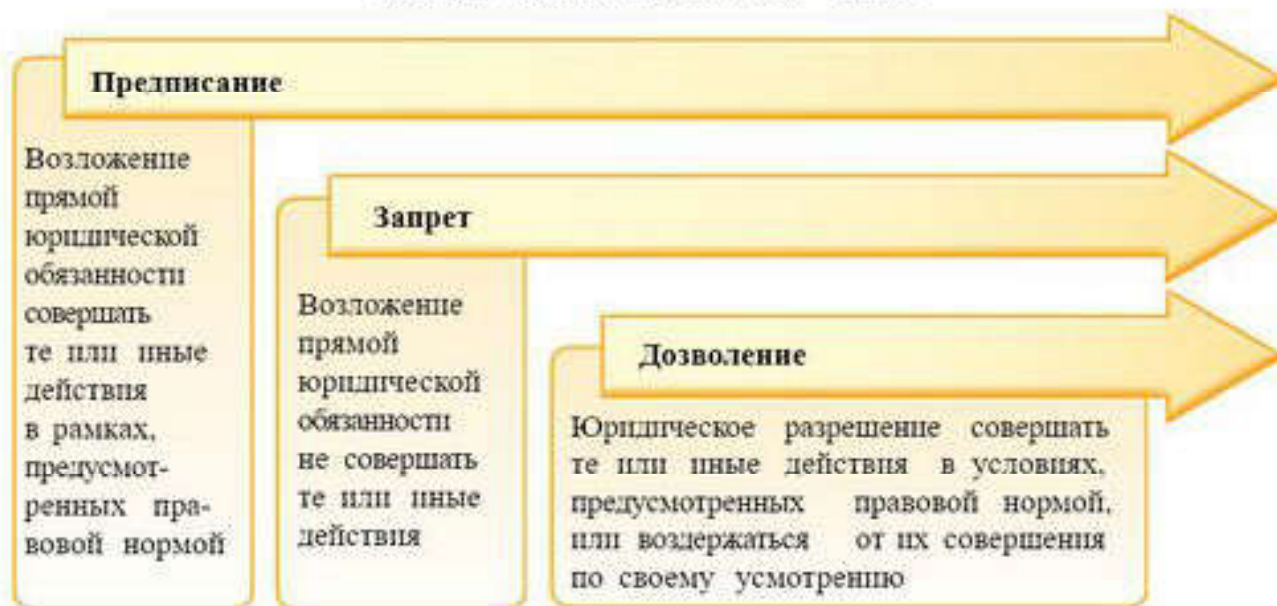 Предписание
Возложение
прямой
юридической
обязанности
совершать
те или иные
действия
в рамках,
предусмот-
ренных пра-
вовой нормой
Запрет
Возложение
прямой
юридической
обязанности
не совершать
те или иные
действия
Дозволение
Юридическое разрешение совершать
те или иные действия в условиях,
предусмотренных правовой нормой,
или воздержаться от их совершения
по своему усмотрению